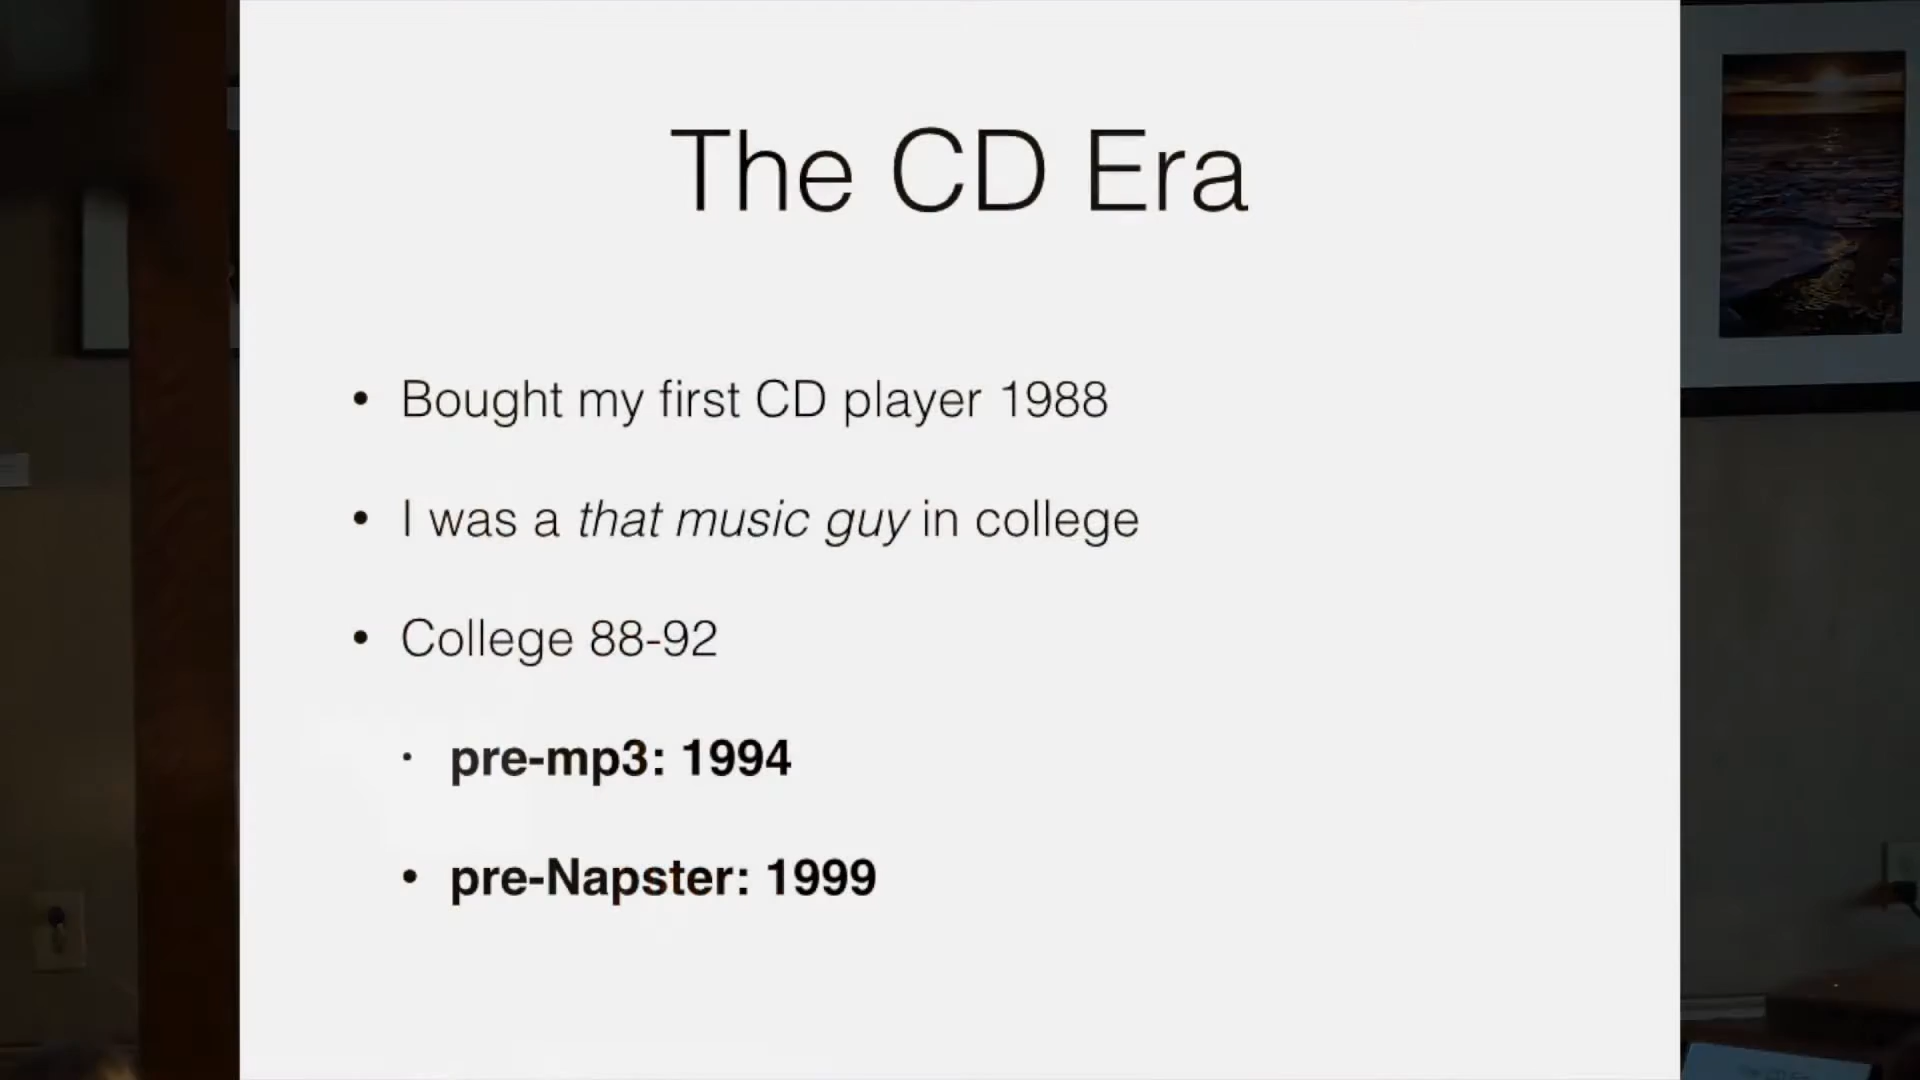 The CD Era
• Bought my first CD player 1988
• I was a that music guy in college
• College 88-92
• pre-mp3: 1994
• pre-Napster: 1999